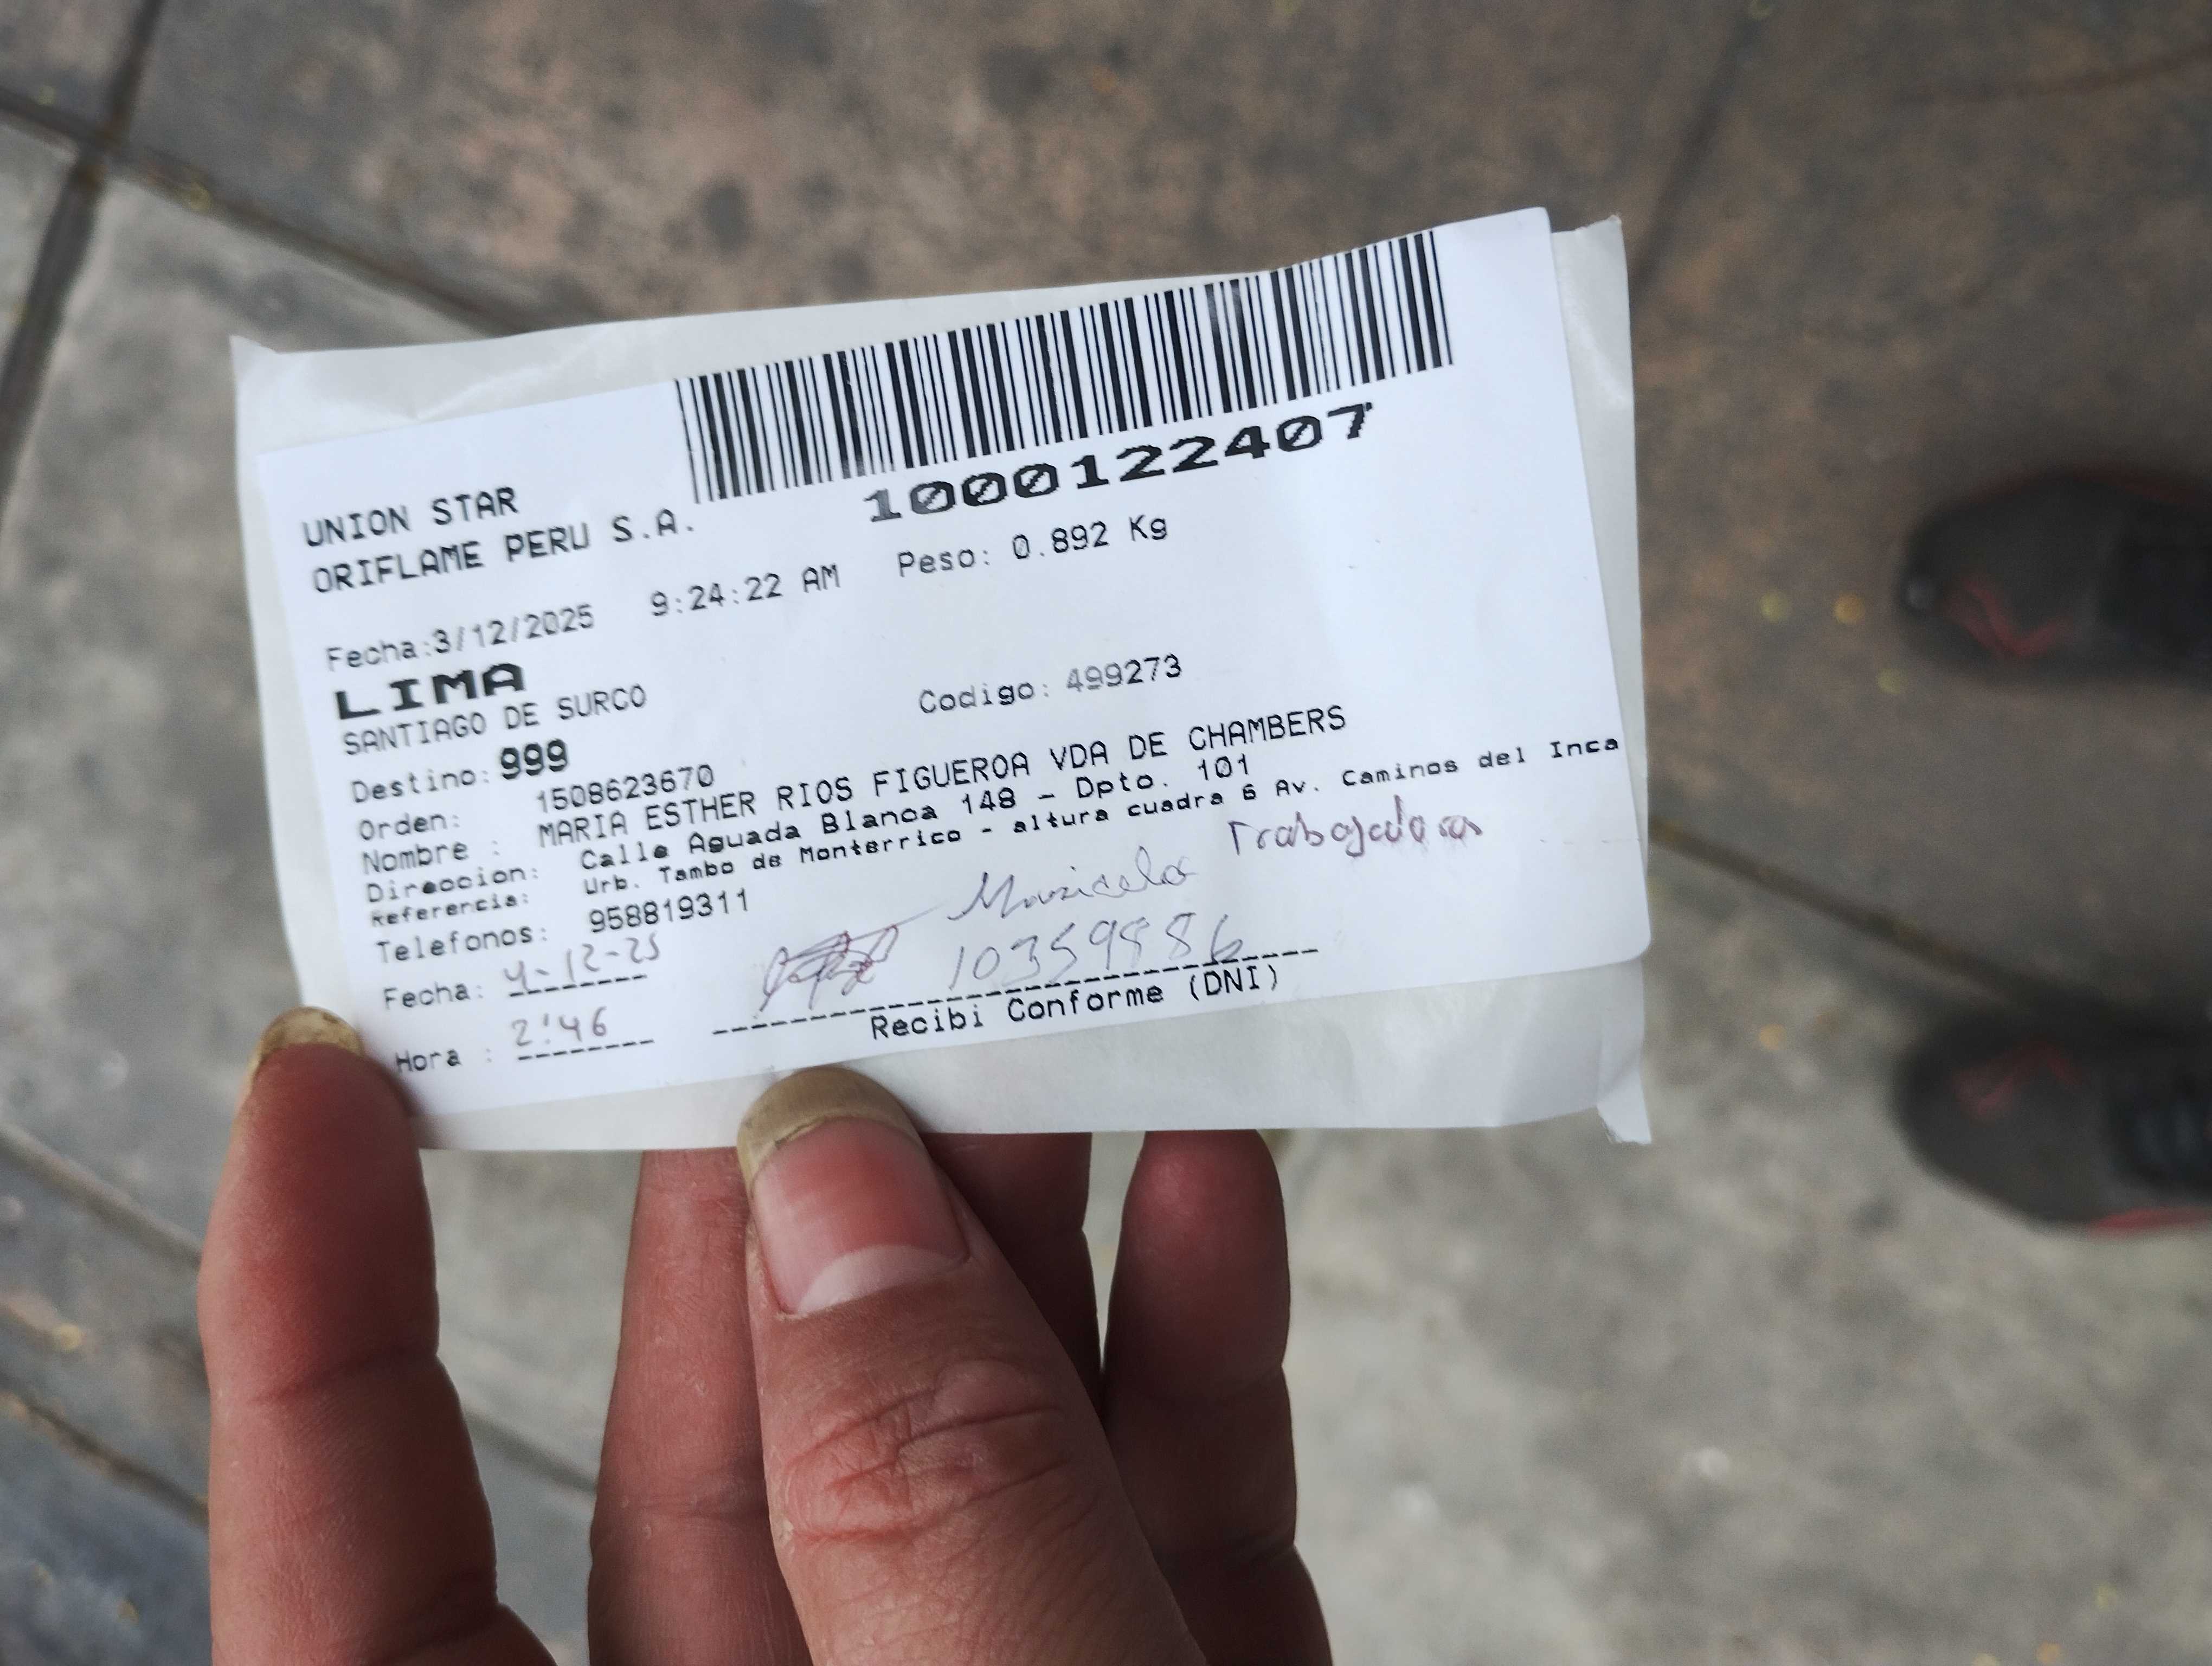 1000122407
UNION STAR
ORIFLAME PERU S.A.
Fecha:3/12/2025 9:24:22 AM Peso: 0.892 Kg
LIMA
SANTIAGO DE SURCO Codigo: 499273
Destino: 999
Orden: 1508623670
Nombre : MARIA ESTHER RIOS FIGUEROA VDA DE CHAMBERS
Direccion: Calle Aguada Blanca 148 - Dpto. 101
Referencia: Urb. Tambo de Monterrico - altura cuadra 6 Av. Caminos del Inca
Telefonos: 958819311
Trabajadora
Fecha: 4-12-25
Hora : 2:46
Recibi Conforme (DNI)